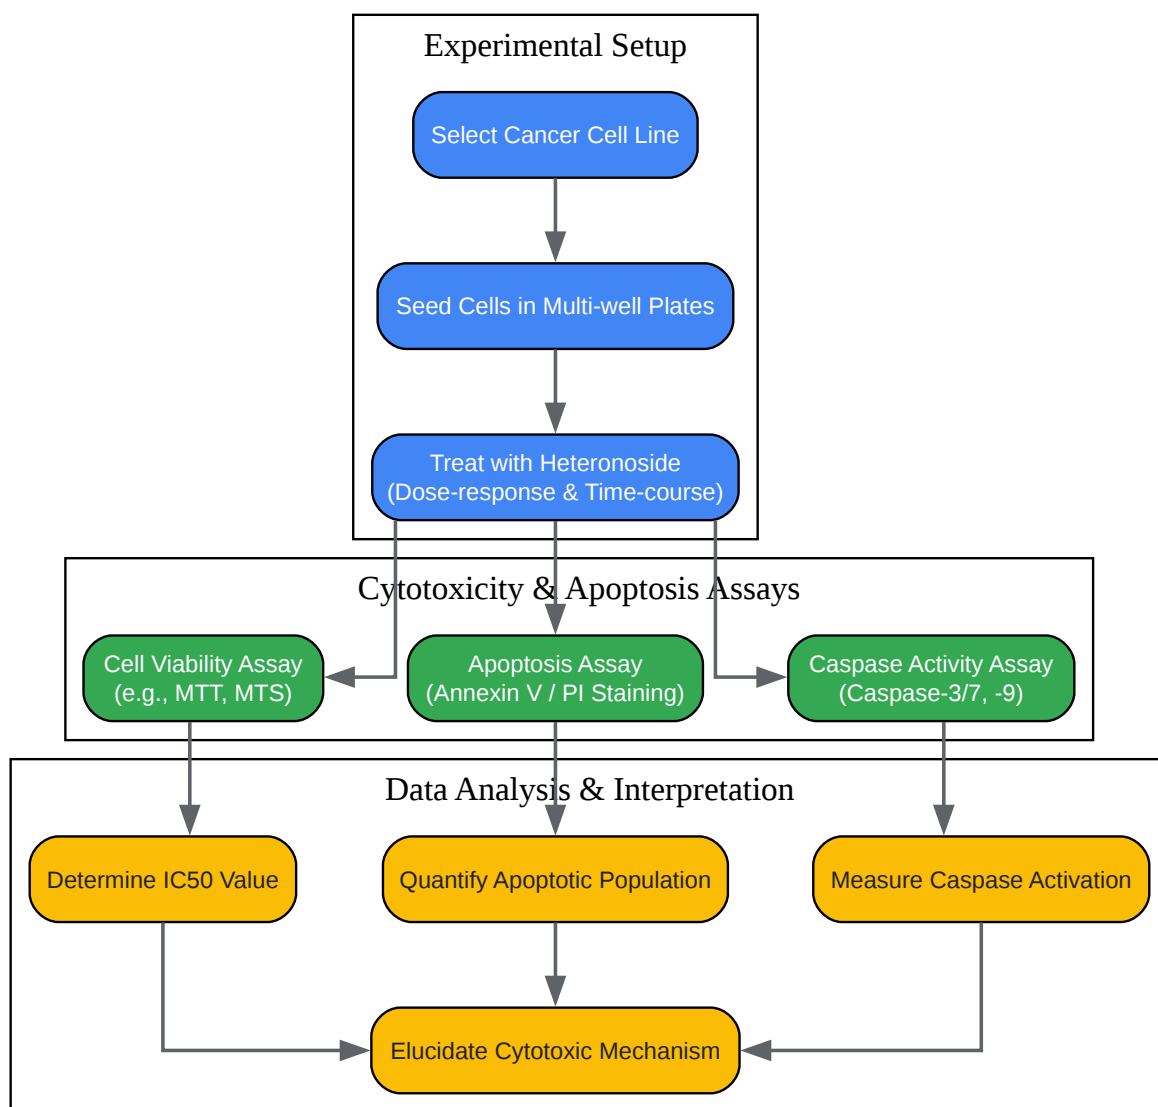 Experimental Setup
Select Cancer Cell Line
Seed Cells in Multi-well Plates
Treat with Heteronoside
(Dose-response & Time-course)
Cytotoxicity & Apoptosis Assays
Cell Viability Assay
(e.g., MTT, MTS)
Apoptosis Assay
(Annexin V / PI Staining)
Caspase Activity Assay
(Caspase-3/7, -9)
Data Analysis & Interpretation
Determine IC50 Value
Quantify Apoptotic Population
Measure Caspase Activation
Elucidate Cytotoxic Mechanism